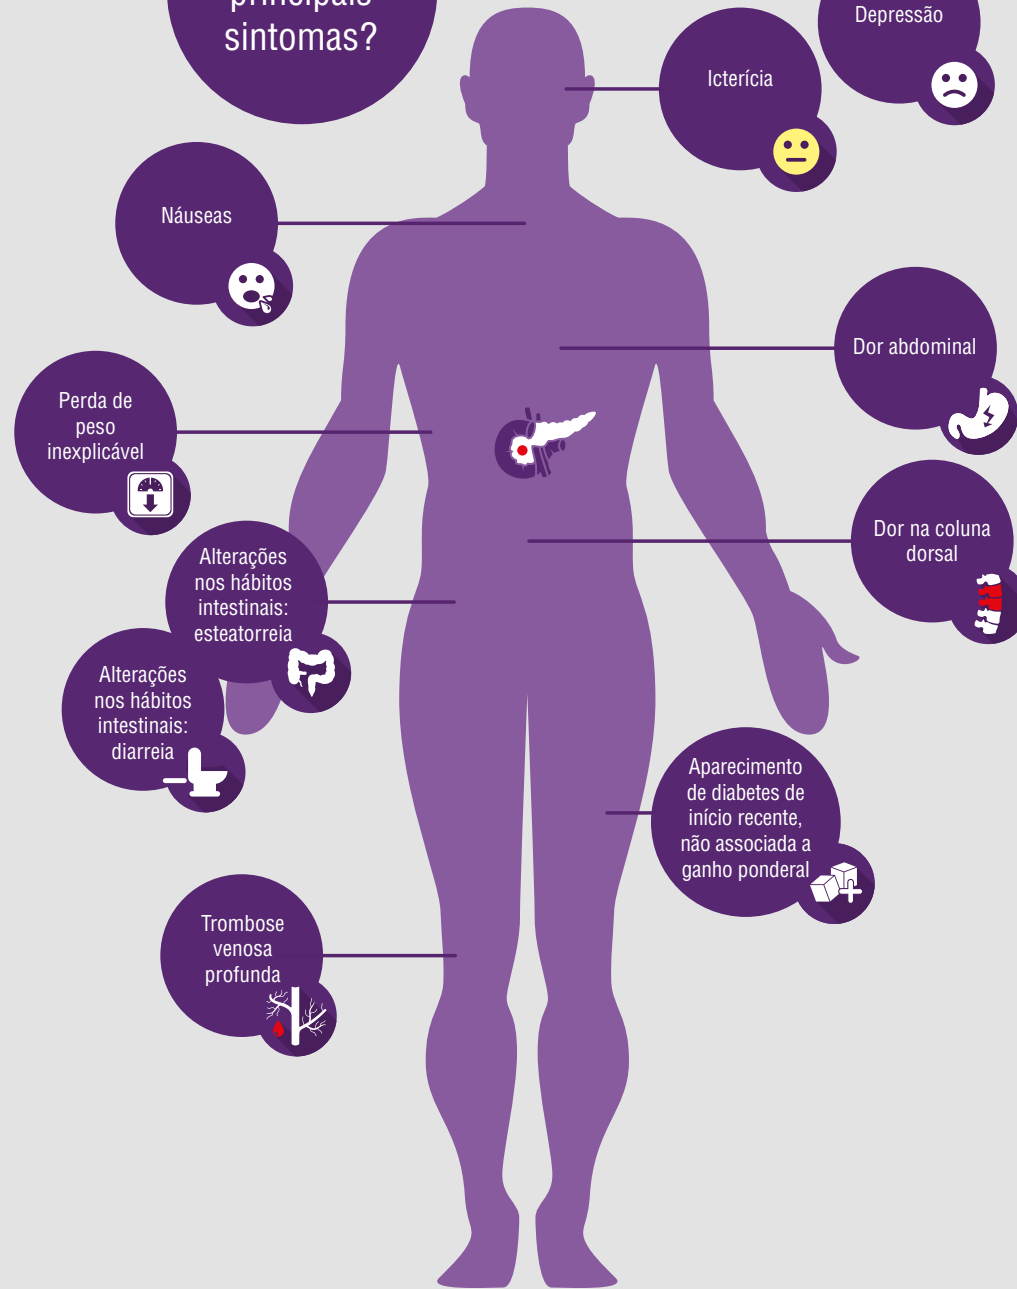 principais
sintomas?
Depressão
Icterícia
Náuseas
Dor abdominal
Perda de
peso
inexplicável
Dor na coluna
dorsal
Alterações
nos hábitos
intestinais:
esteatorreia
Alterações
nos hábitos
intestinais:
diarreia
Aparecimento
de diabetes de
início recente,
não associada a
ganho ponderal
Trombose
venosa
profunda